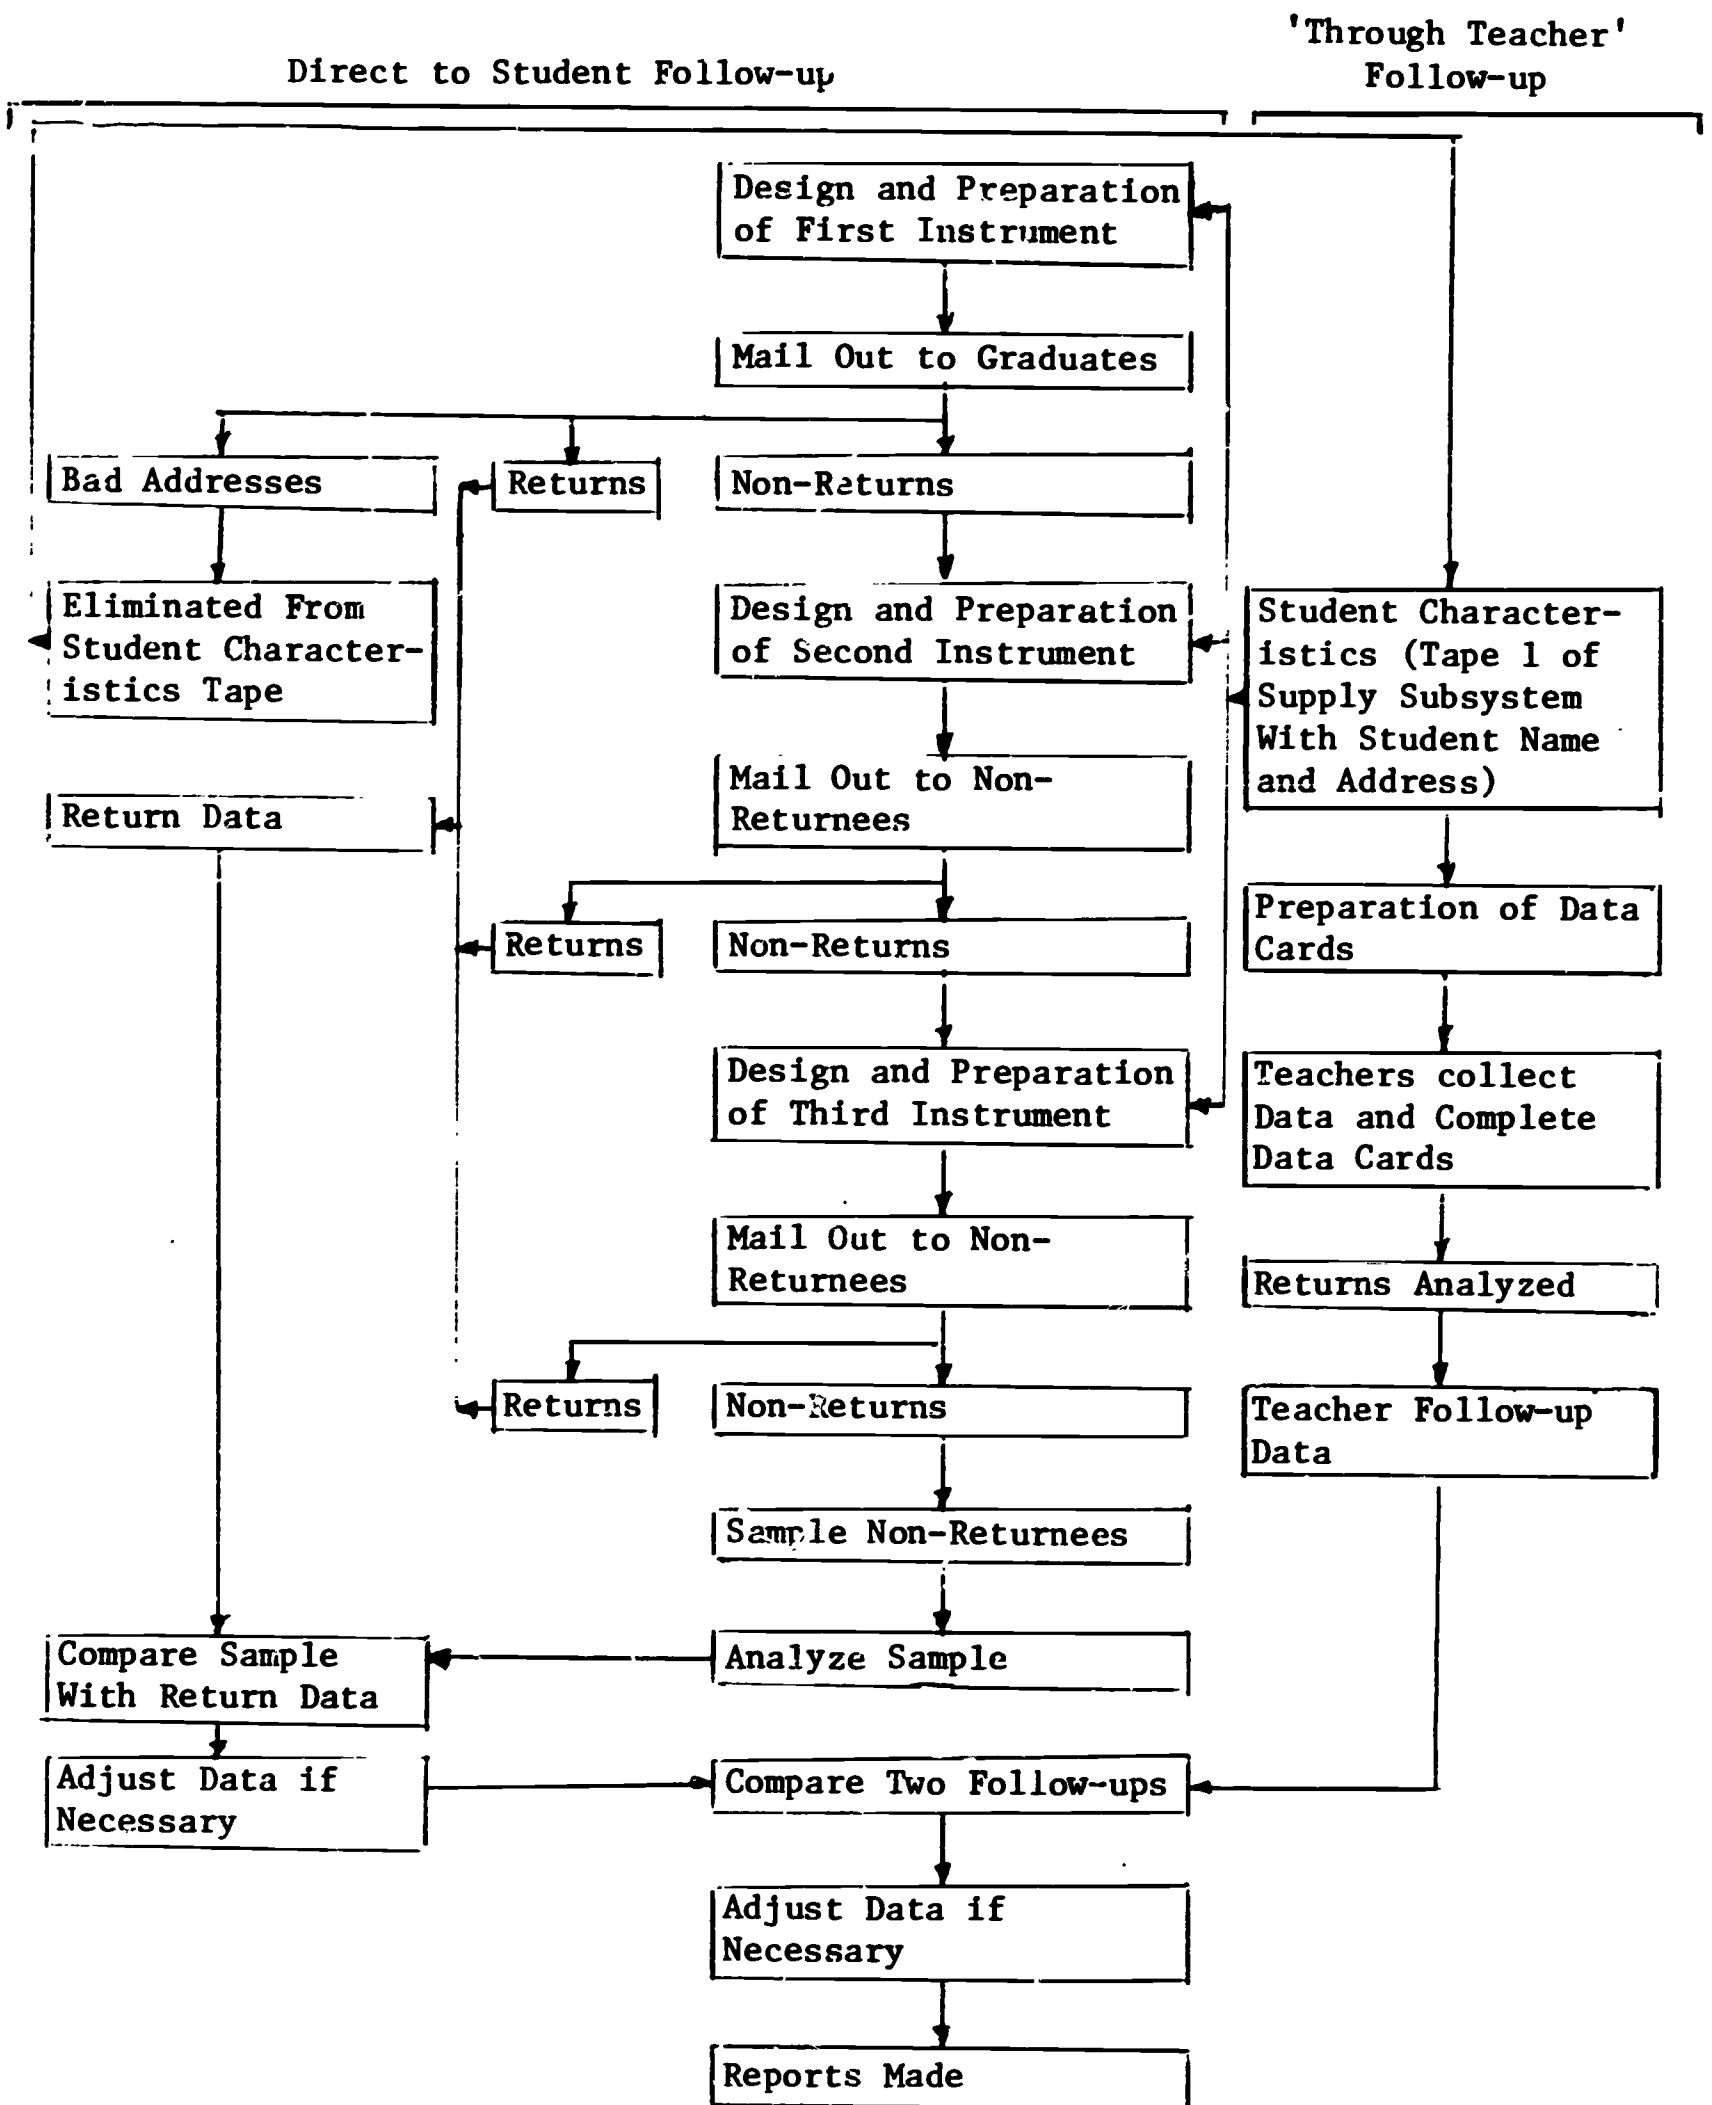 'Through Teacher'
Follow-up
Direct to Student Follow-up
Design and Preparation
of First Instrument
Mail Out to Graduates
Bad Addresses
Returns
Non-Returns
Eliminated From
Student Character-
istics Tape
Design and Preparation
of Second Instrument
Student Character-
istics (Tape 1 of
Supply Subsystem
With Student Name
and Address)
Mail Out to Non-
Returnees
Return Data
Returns
Non-Returns
Preparation of Data
Cards
Design and Preparation
of Third Instrument
Teachers collect
Data and Complete
Data Cards
Mail Out to Non-
Returnees
Returns Analyzed
Returns
Non-Returns
Teacher Follow-up
Data
Sample Non-Returnees
Compare Sample
With Return Data
Analyze Sample
Adjust Data if
Necessary
Compare Two Follow-ups
Adjust Data if
Necessary
Reports Made